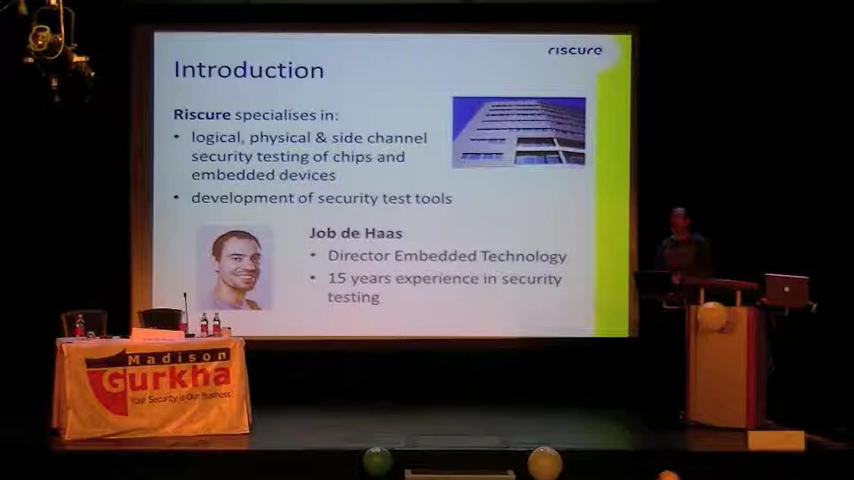 riscure
Introduction
Riscure specialises in:
• logical, physical & side channel
security testing of chips and
embedded devices
• development of security test tools
Job de Haas
• Director Embedded Technology
• 15 years experience in security
testing
Madison
Gurkha
Your Security is Our Business